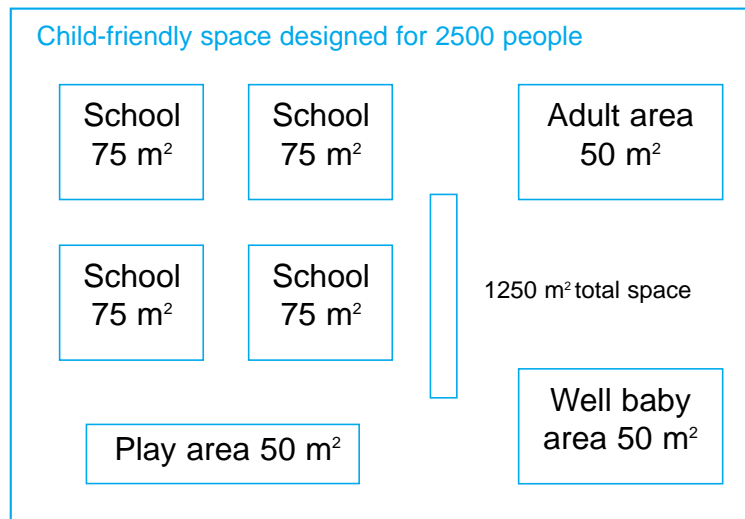 Child-friendly space designed for 2500 people
School
75 m²
School
75 m²
Adult area
50 m²
School
75 m²
School
75 m²
1250 m² total space
Play area 50 m²
Well baby
area 50 m²